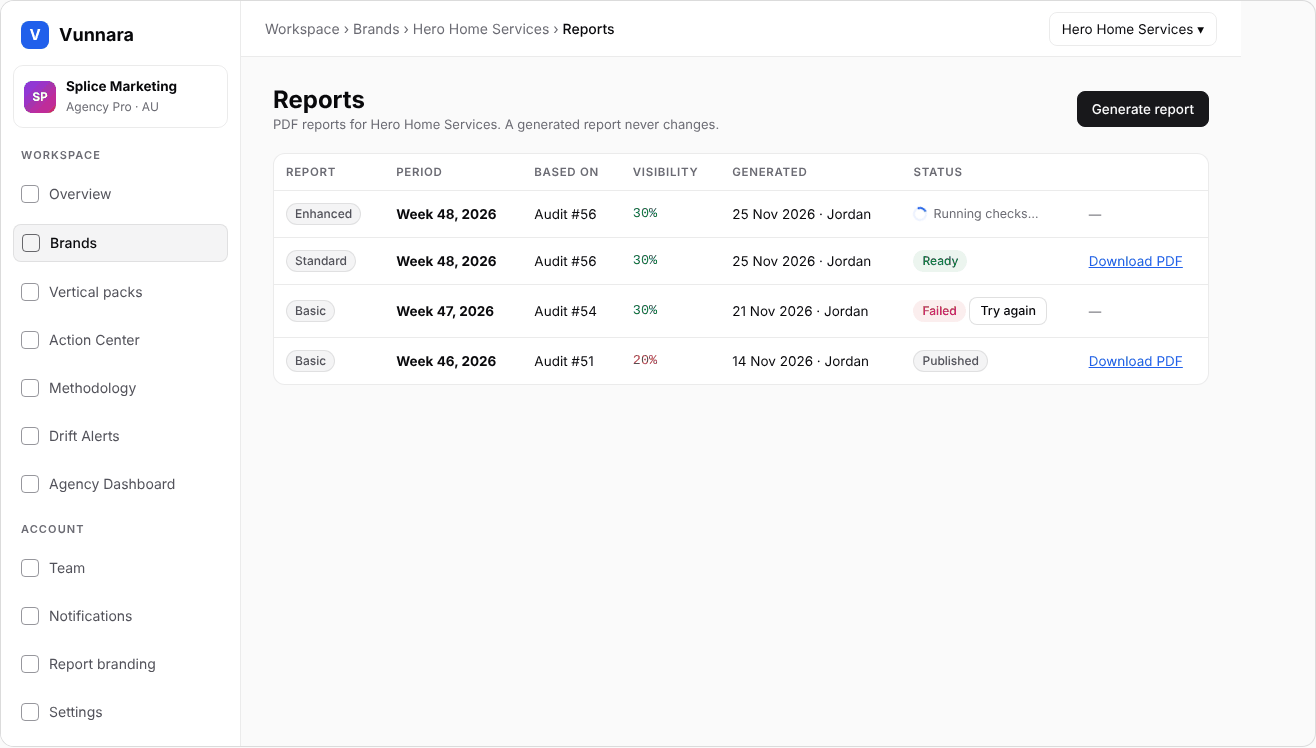 V Vunnara
SP Splice Marketing
Agency Pro · AU
WORKSPACE
Overview
Brands
Vertical packs
Action Center
Methodology
Drift Alerts
Agency Dashboard
ACCOUNT
Team
Notifications
Report branding
Settings
Workspace › Brands › Hero Home Services › Reports
Hero Home Services ▾
Reports
PDF reports for Hero Home Services. A generated report never changes.
Generate report
REPORT PERIOD BASED ON VISIBILITY GENERATED STATUS
Enhanced Week 48, 2026 Audit #56 30% 25 Nov 2026 · Jordan Running checks... —
Standard Week 48, 2026 Audit #56 30% 25 Nov 2026 · Jordan Ready Download PDF
Basic Week 47, 2026 Audit #54 30% 21 Nov 2026 · Jordan Failed Try again —
Basic Week 46, 2026 Audit #51 20% 14 Nov 2026 · Jordan Published Download PDF